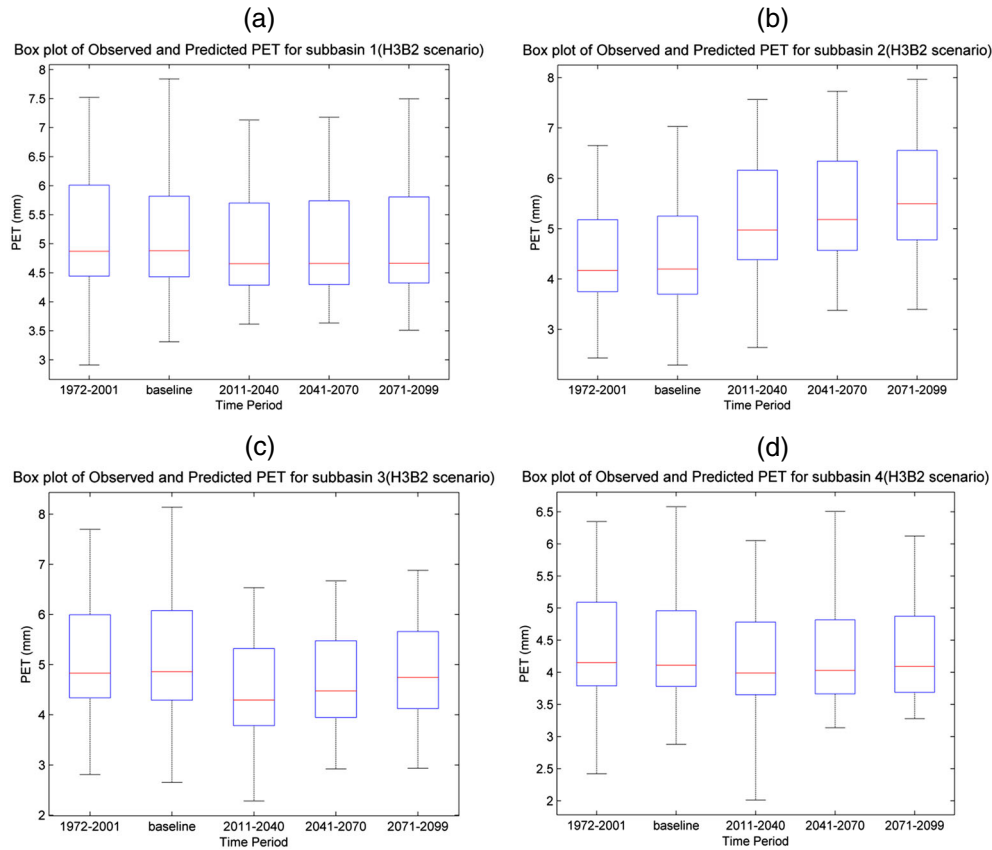 (a)
Box plot of Observed and Predicted PET for subbasin 1(H3B2 scenario)
8
7.5
7
6.5
6
5.5
5
4.5
4
3.5
3
PET (mm)
1972-2001 baseline 2011-2040 2041-2070 2071-2099
Time Period
(b)
Box plot of Observed and Predicted PET for subbasin 2(H3B2 scenario)
8
7
6
5
4
3
PET (mm)
1972-2001 baseline 2011-2040 2041-2070 2071-2099
Time Period
(c)
Box plot of Observed and Predicted PET for subbasin 3(H3B2 scenario)
8
7
6
5
4
3
2
PET (mm)
1972-2001 baseline 2011-2040 2041-2070 2071-2099
Time Period
(d)
Box plot of Observed and Predicted PET for subbasin 4(H3B2 scenario)
6.5
6
5.5
5
4.5
4
3.5
3
2.5
2
PET (mm)
1972-2001 baseline 2011-2040 2041-2070 2071-2099
Time Period